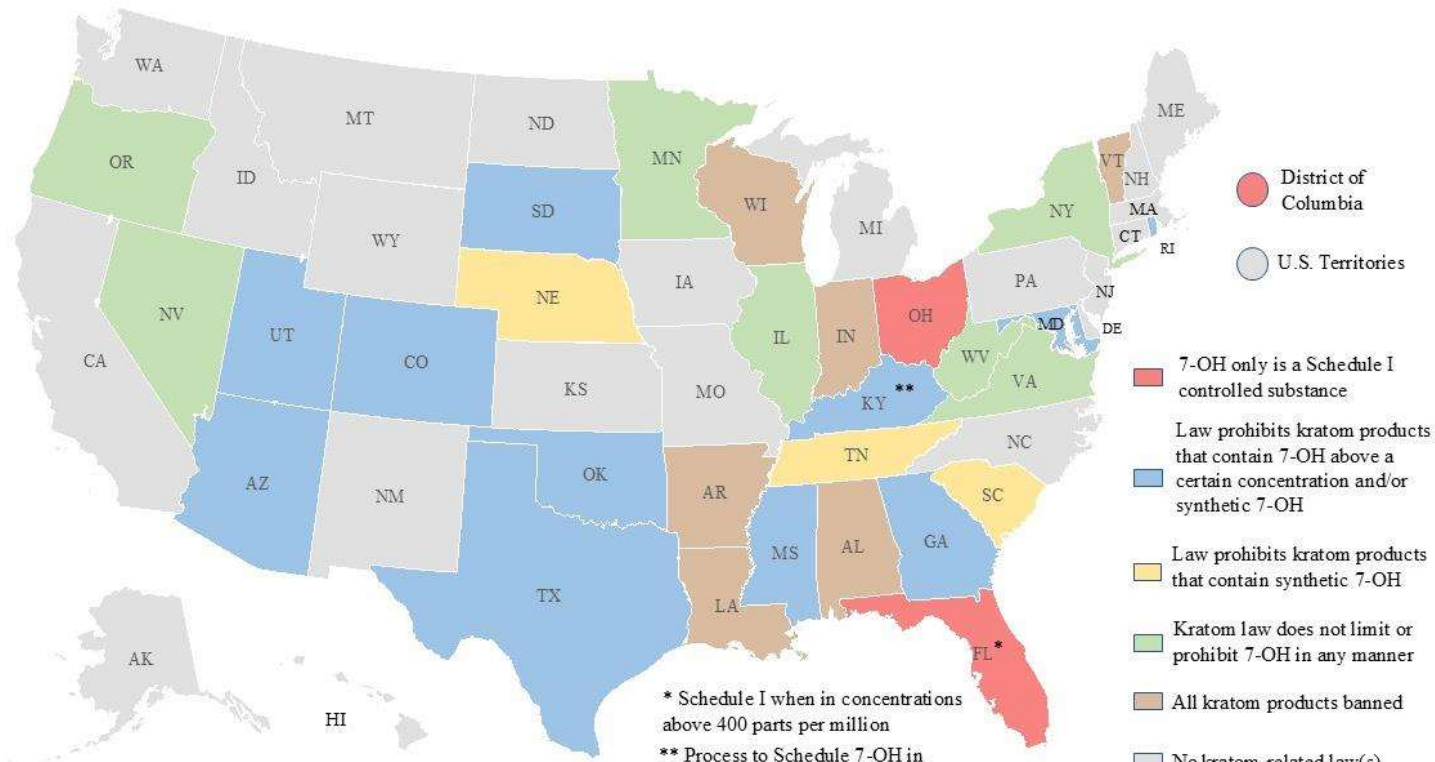 WA
MT
ND
MN
ME
OR
ID
SD
WI
VT
NH
District of
Columbia
WY
MI
NY
MA
CT
RI
U.S. Territories
NV
UT
NE
IA
PA
NJ
CA
CO
IL
IN
OH
MD
DE
KS
MO
WV
VA
KY
**
7-OH only is a Schedule I
controlled substance
AZ
NM
OK
AR
TN
NC
SC
Law prohibits kratom products
that contain 7-OH above a
certain concentration and/or
synthetic 7-OH
TX
LA
MS
AL
GA
Law prohibits kratom products
that contain synthetic 7-OH
AK
HI
FL*
Kratom law does not limit or
prohibit 7-OH in any manner
* Schedule I when in concentrations
above 400 parts per million
** Process to Schedule 7-OH in
All kratom products banned
No kratom-related law(s)